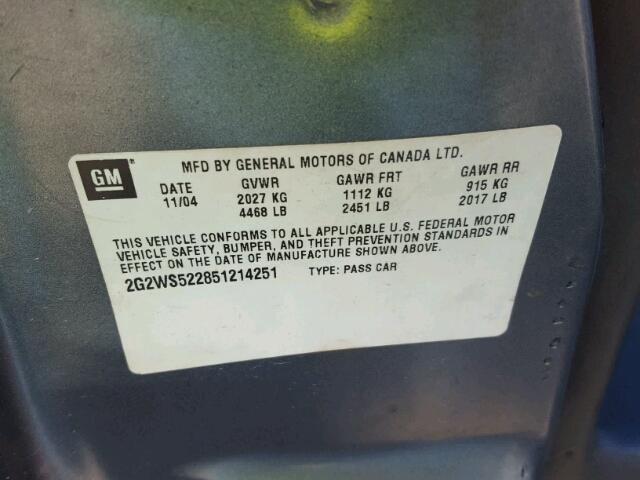 GM
MFD BY GENERAL MOTORS OF CANADA LTD.
DATE GVWR GAWR FRT GAWR RR
11/04 2027 KG 1112 KG 915 KG
4468 LB 2451 LB 2017 LB
THIS VEHICLE CONFORMS TO ALL APPLICABLE U.S. FEDERAL MOTOR
VEHICLE SAFETY, BUMPER, AND THEFT PREVENTION STANDARDS IN
EFFECT ON THE DATE OF MANUFACTURE SHOWN ABOVE.
2G2WS522851214251 TYPE: PASS CAR